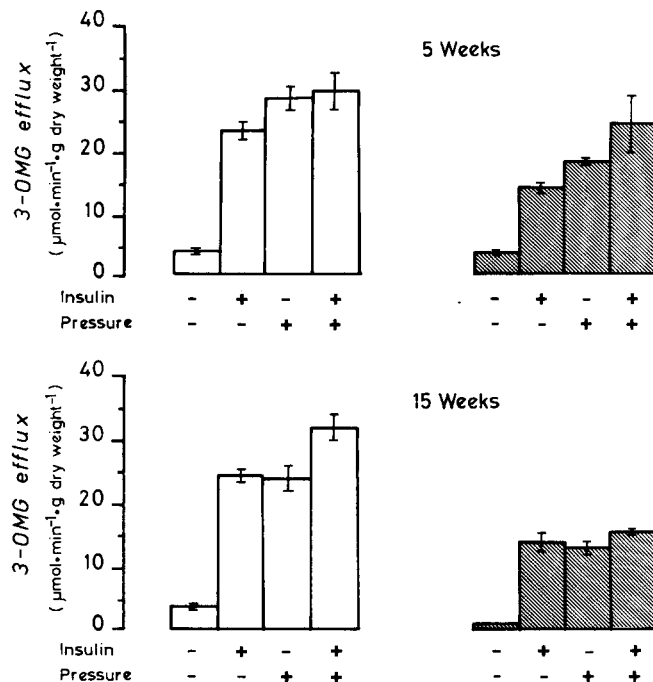 3-OMG efflux
( μmol•min⁻¹•g dry weight⁻¹)
40
30
20
10
0
5 Weeks
Insulin - + - + - + - +
Pressure - - + + - - + +
3-OMG efflux
( μmol•min⁻¹•g dry weight⁻¹)
40
30
20
10
0
15 Weeks
Insulin - + - + - + - +
Pressure - - + + - - + +